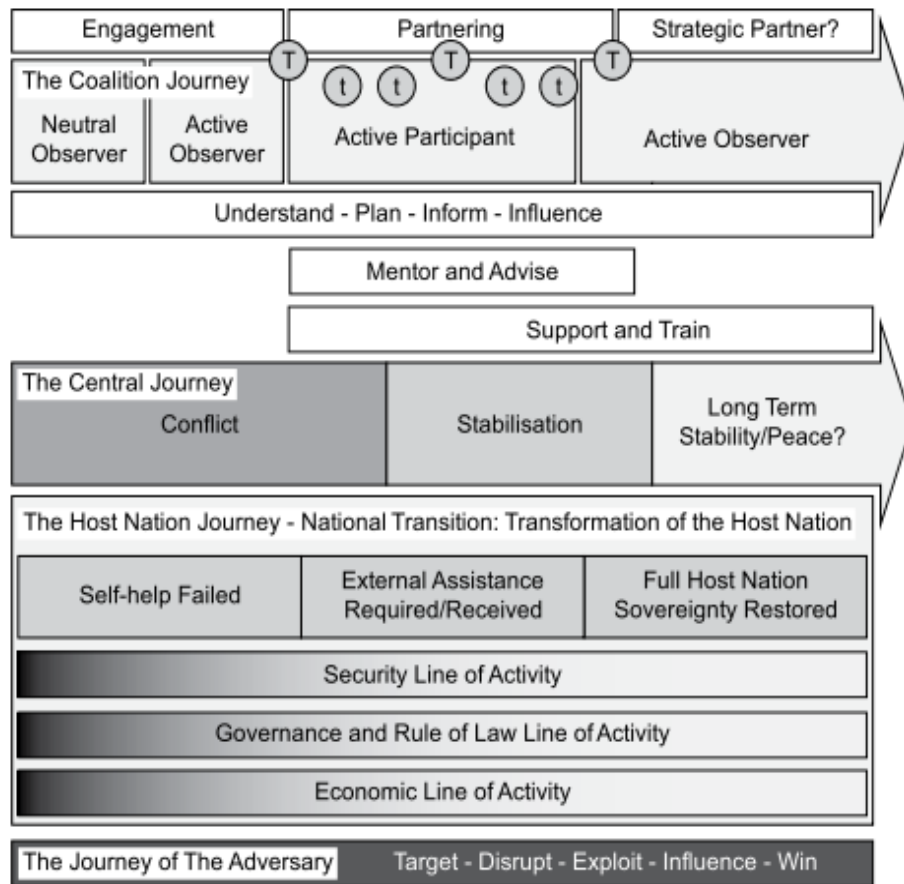 Engagement
Partnering
Strategic Partner?
T
T
T
The Coalition Journey
t
t
t
t
Neutral
Observer
Active
Observer
Active Participant
Active Observer
Understand - Plan - Inform - Influence
Mentor and Advise
Support and Train
The Central Journey
Conflict
Stabilisation
Long Term
Stability/Peace?
The Host Nation Journey - National Transition: Transformation of the Host Nation
Self-help Failed
External Assistance
Required/Received
Full Host Nation
Sovereignty Restored
Security Line of Activity
Governance and Rule of Law Line of Activity
Economic Line of Activity
The Journey of The Adversary
Target - Disrupt - Exploit - Influence - Win